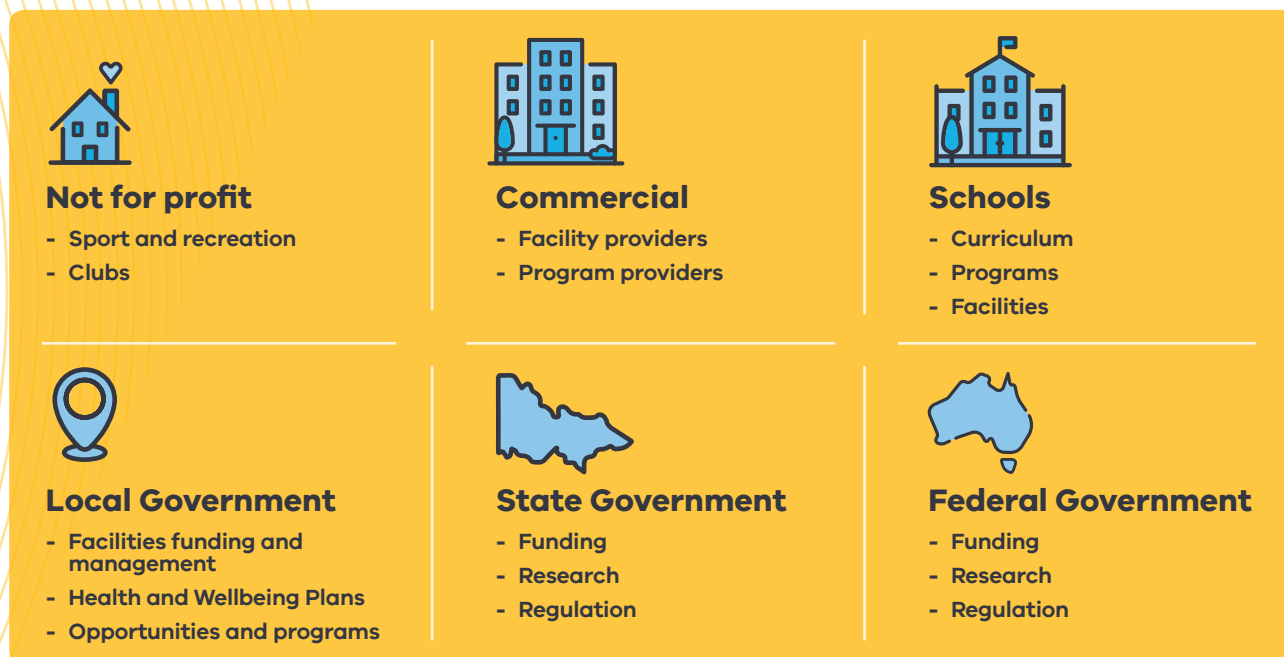 Not for profit
- Sport and recreation
- Clubs
Commercial
- Facility providers
- Program providers
Schools
- Curriculum
- Programs
- Facilities
Local Government
- Facilities funding and
management
- Health and Wellbeing Plans
- Opportunities and programs
State Government
- Funding
- Research
- Regulation
Federal Government
- Funding
- Research
- Regulation